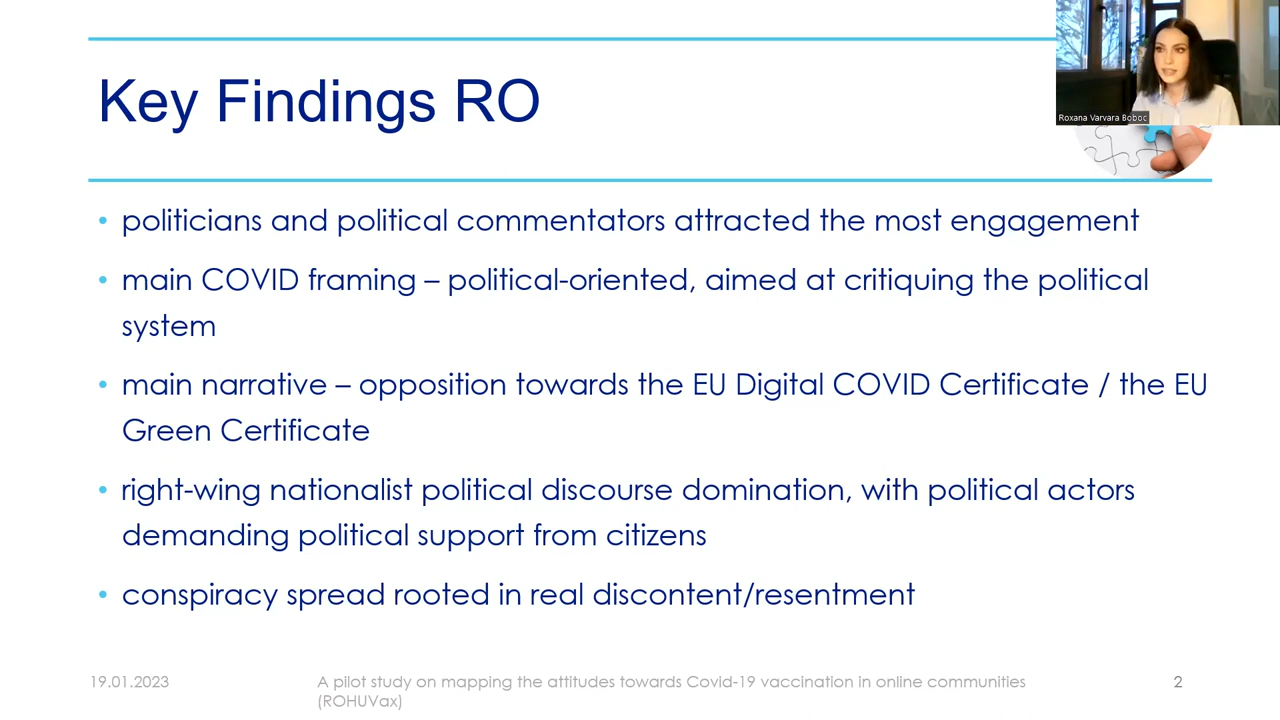 Key Findings RO
Roxana Varvara Boboc
• politicians and political commentators attracted the most engagement
• main COVID framing – political-oriented, aimed at critiquing the political
system
• main narrative – opposition towards the EU Digital COVID Certificate / the EU
Green Certificate
• right-wing nationalist political discourse domination, with political actors
demanding political support from citizens
• conspiracy spread rooted in real discontent/resentment
19.01.2023
A pilot study on mapping the attitudes towards Covid-19 vaccination in online communities
(ROHUVax)
2